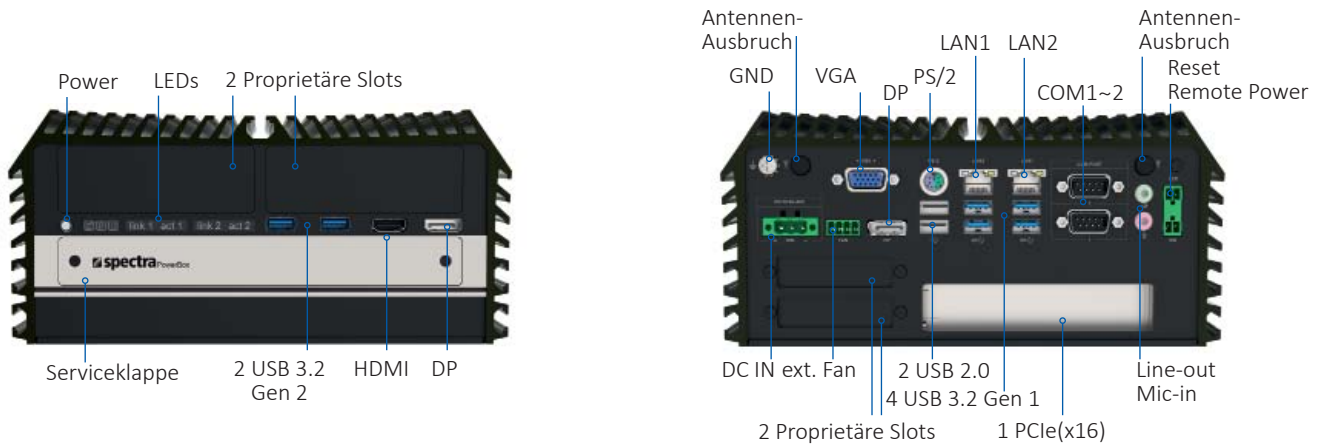 Power
LEDs
2 Proprietäre Slots
link 1 act 1
link 2 act 2
spectra PowerBox
Serviceklappe
2 USB 3.2
Gen 2
HDMI
DP
Antennen-
Ausbruch
GND
VGA
DP
PS/2
LAN1
LAN2
COM1~2
Antennen-
Ausbruch
Reset
Remote Power
DC IN
ext. Fan
2 USB 2.0
4 USB 3.2 Gen 1
2 Proprietäre Slots
1 PCIe(x16)
Line-out
Mic-in